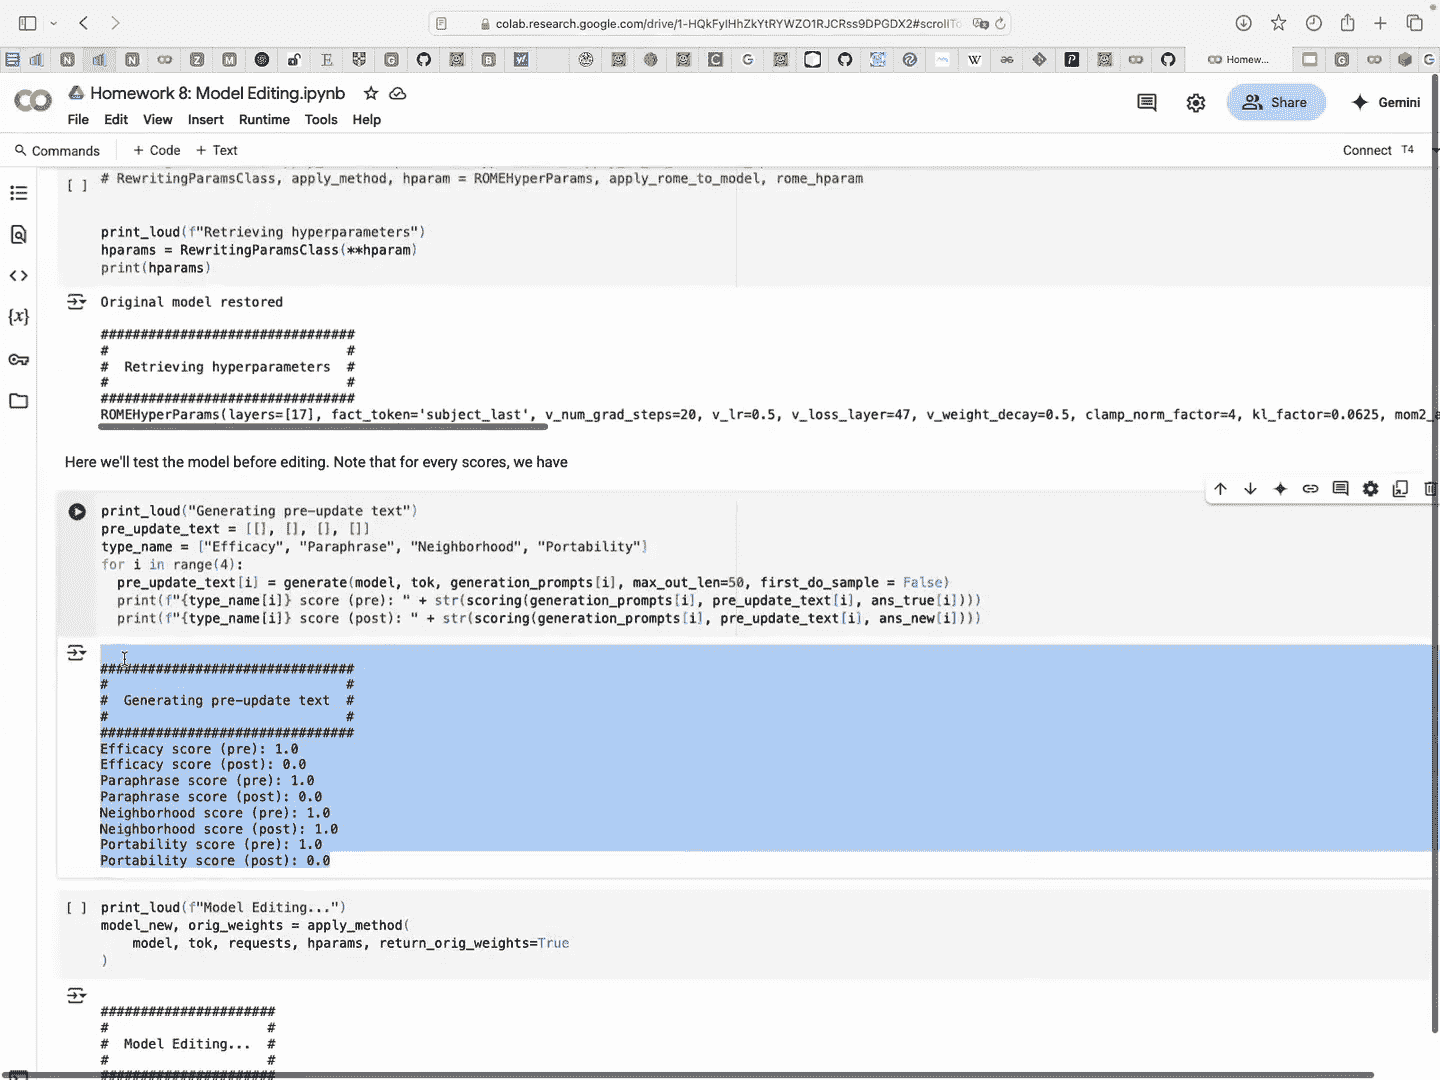 colab.research.google.com/drive/1-HQkFyIHhZkYtRYWZO1RJCRss9DPGDX2#scrollTo
Homew...
Homework 8: Model Editing.ipynb
File Edit View Insert Runtime Tools Help
Share
Gemini
Commands + Code + Text
Connect T4
[ ] # RewritingParamsClass, apply_method, hparam = ROMEHyperParams, apply_rome_to_model, rome_hparam
print_loud(f"Retrieving hyperparameters")
hparams = RewritingParamsClass(**hparam)
print(hparams)
Original model restored
################################
# #
# Retrieving hyperparameters #
# #
################################
ROMEHyperParams(layers=[17], fact_token='subject_last', v_num_grad_steps=20, v_lr=0.5, v_loss_layer=47, v_weight_decay=0.5, clamp_norm_factor=4, kl_factor=0.0625, mom2_a
Here we'll test the model before editing. Note that for every scores, we have
print_loud("Generating pre-update text")
pre_update_text = [[], [], [], []]
type_name = ["Efficacy", "Paraphrase", "Neighborhood", "Portability"]
for i in range(4):
pre_update_text[i] = generate(model, tok, generation_prompts[i], max_out_len=50, first_do_sample = False)
print(f"{type_name[i]} score (pre): " + str(scoring(generation_prompts[i], pre_update_text[i], ans_true[i])))
print(f"{type_name[i]} score (post): " + str(scoring(generation_prompts[i], pre_update_text[i], ans_new[i])))
################################
# #
# Generating pre-update text #
# #
################################
Efficacy score (pre): 1.0
Efficacy score (post): 0.0
Paraphrase score (pre): 1.0
Paraphrase score (post): 0.0
Neighborhood score (pre): 1.0
Neighborhood score (post): 1.0
Portability score (pre): 1.0
Portability score (post): 0.0
[ ] print_loud(f"Model Editing...")
model_new, orig_weights = apply_method(
model, tok, requests, hparams, return_orig_weights=True
)
######################
# #
# Model Editing... #
# #
######################